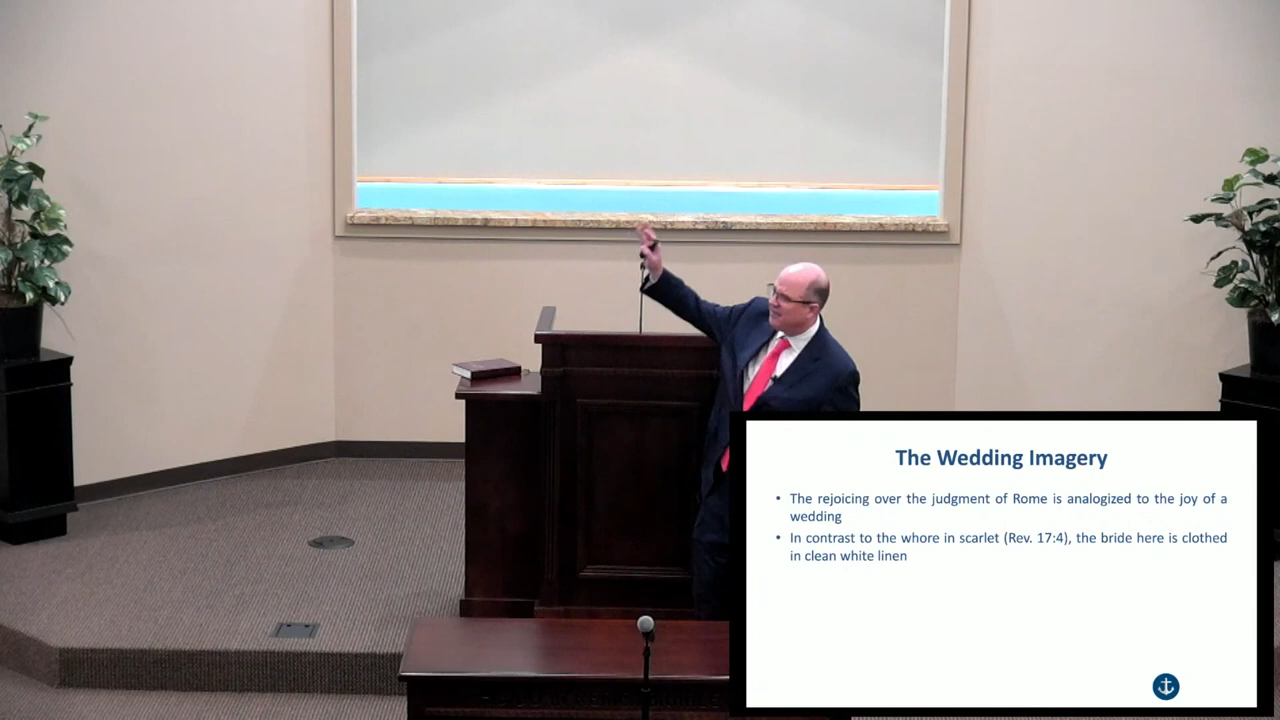 The Wedding Imagery
• The rejoicing over the judgment of Rome is analogized to the joy of a
wedding
• In contrast to the whore in scarlet (Rev. 17:4), the bride here is clothed
in clean white linen